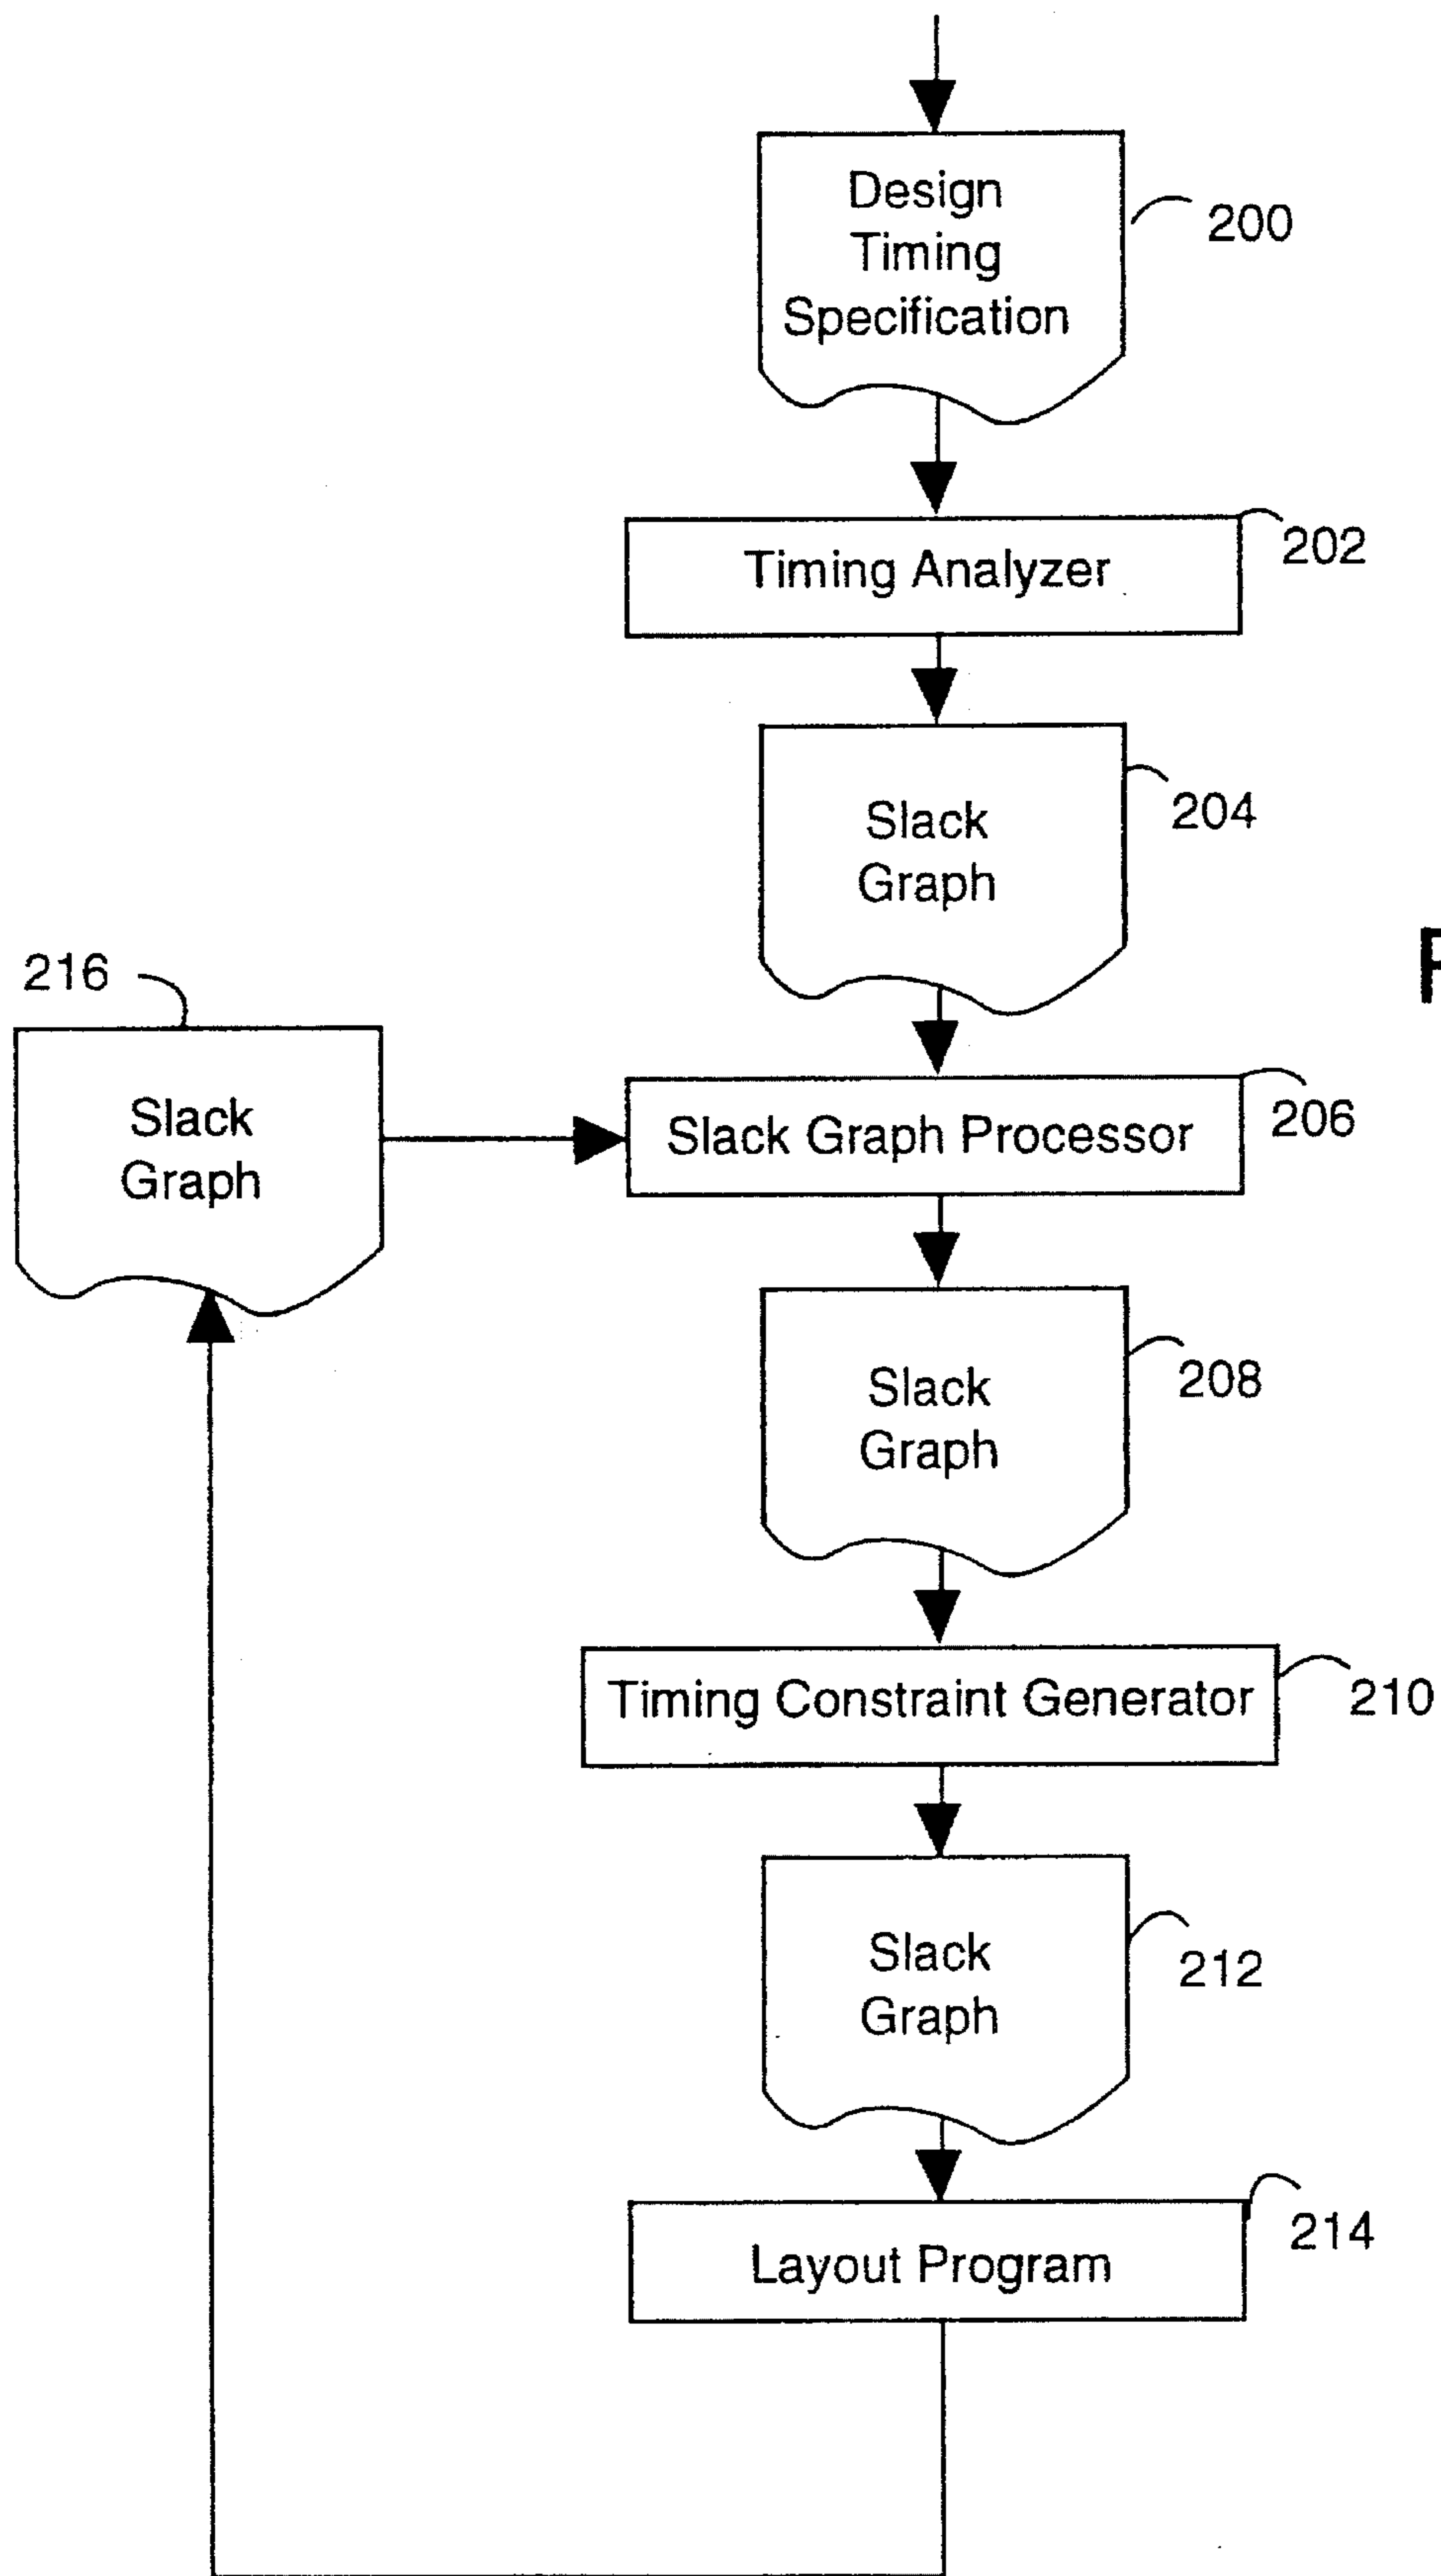 Design
Timing
Specification
200
Timing Analyzer
202
Slack
Graph
204
216
Slack
Graph
Slack Graph Processor
206
Slack
Graph
208
Timing Constraint Generator
210
Slack
Graph
212
Layout Program
214